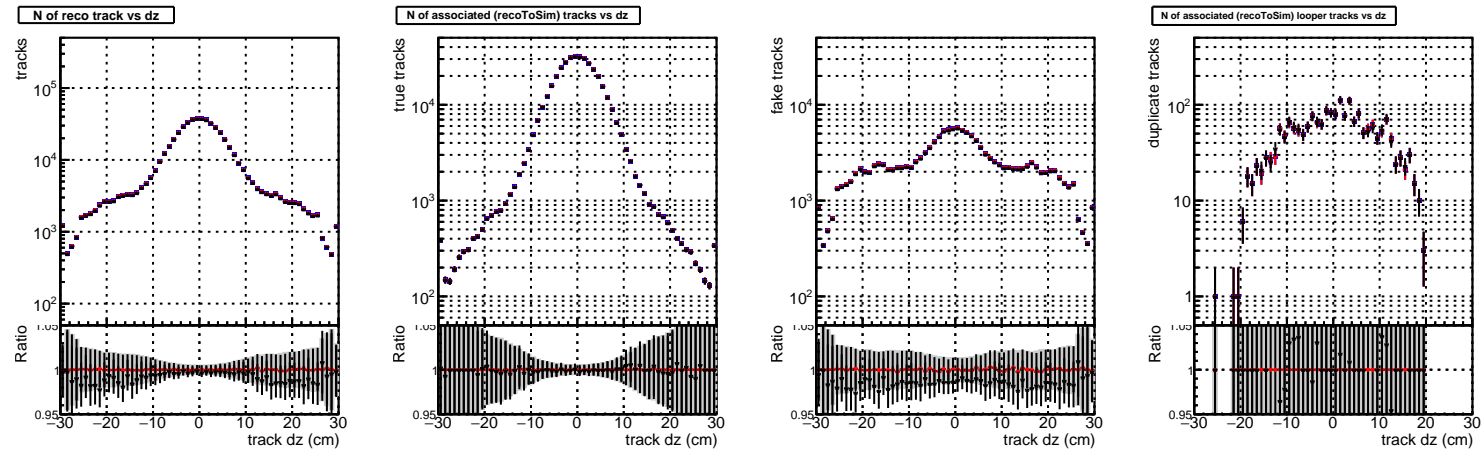 N of reco track vs dz
tracks
10^5
10^4
10^3
10^2
Ratio
1.05
1
0.95
−30 −20 −10 0 10 20 30
track dz (cm)
N of associated (recoToSim) tracks vs dz
true tracks
10^4
10^3
10^2
Ratio
1.05
1
0.95
−30 −20 −10 0 10 20 30
track dz (cm)
fake tracks
10^4
10^3
10^2
Ratio
1.05
1
0.95
−30 −20 −10 0 10 20 30
track dz (cm)
N of associated (recoToSim) looper tracks vs dz
duplicate tracks
10^2
10
1
Ratio
1.05
1
0.95
−30 −20 −10 0 10 20 30
track dz (cm)